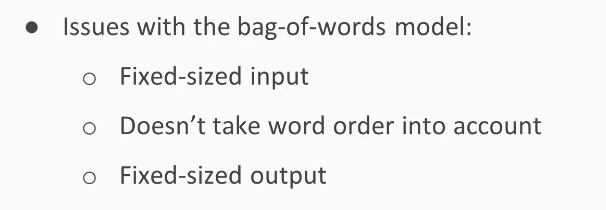 ● Issues with the bag-of-words model:
○ Fixed-sized input
○ Doesn’t take word order into account
○ Fixed-sized output